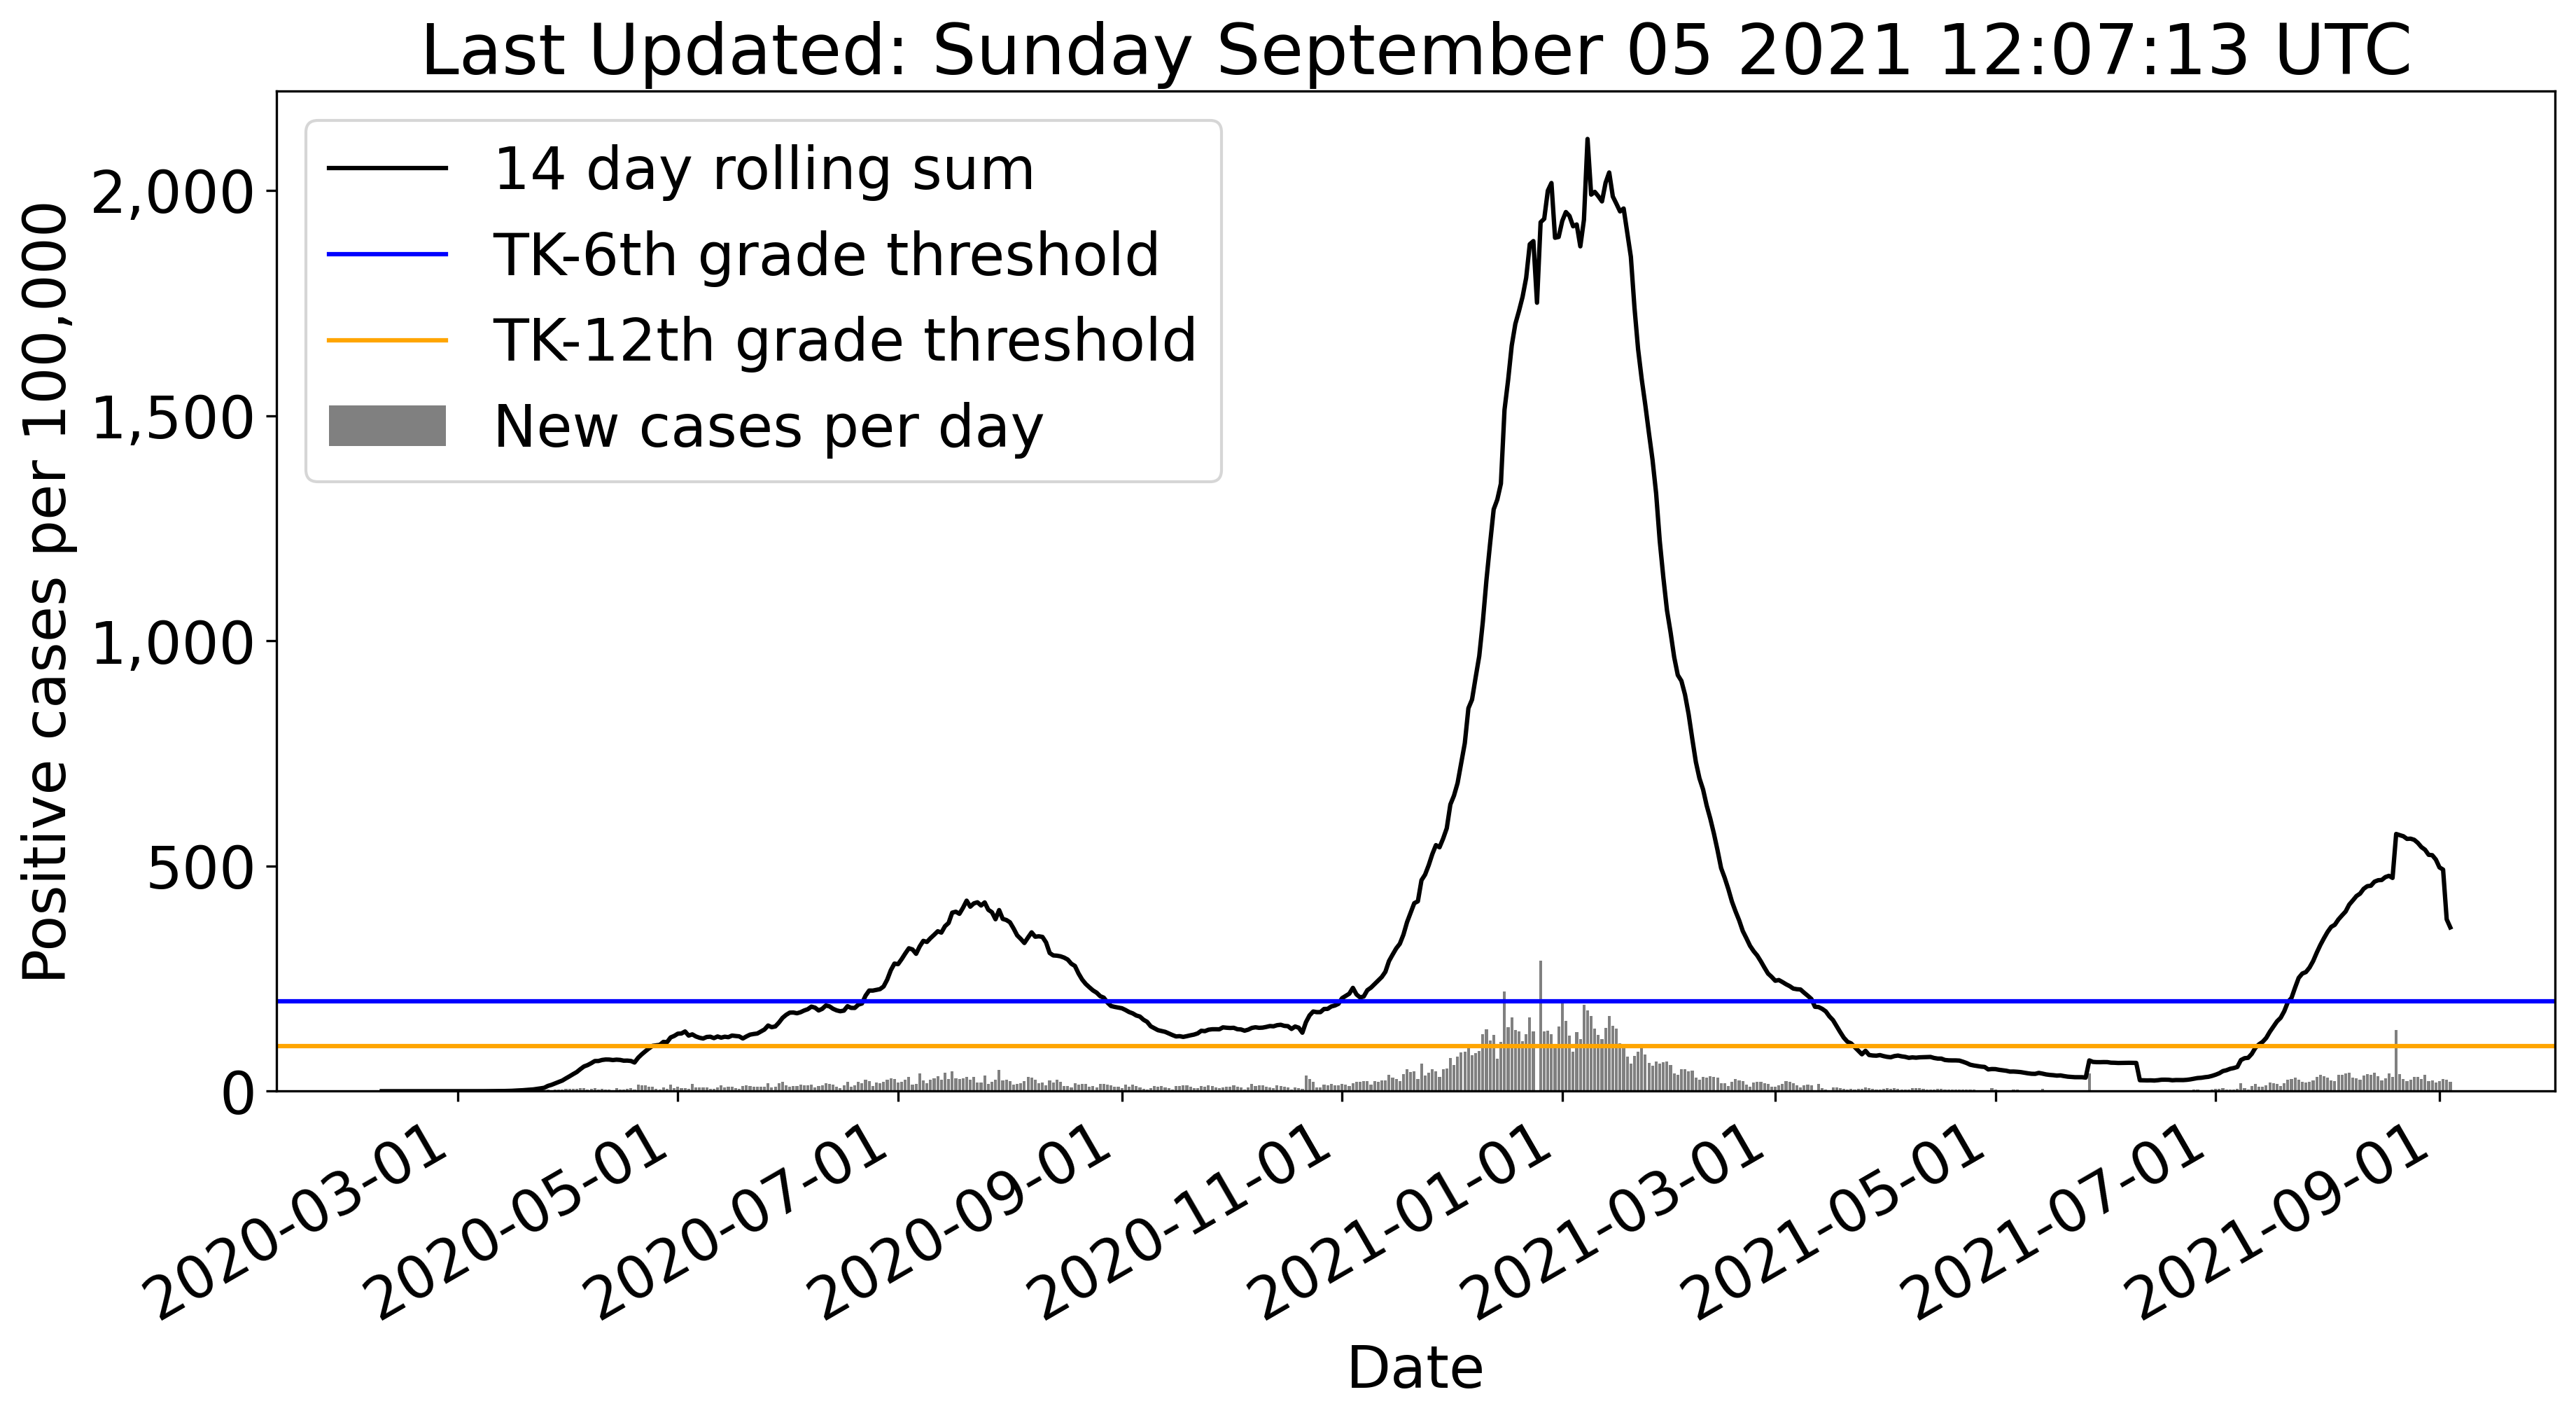 Last Updated: Sunday September 05 2021 12:07:13 UTC
14 day rolling sum
TK-6th grade threshold
TK-12th grade threshold
New cases per day
Positive cases per 100,000
2,000
1,500
1,000
500
0
2020-03-01
2020-05-01
2020-07-01
2020-09-01
2020-11-01
2021-01-01
2021-03-01
2021-05-01
2021-07-01
2021-09-01
Date